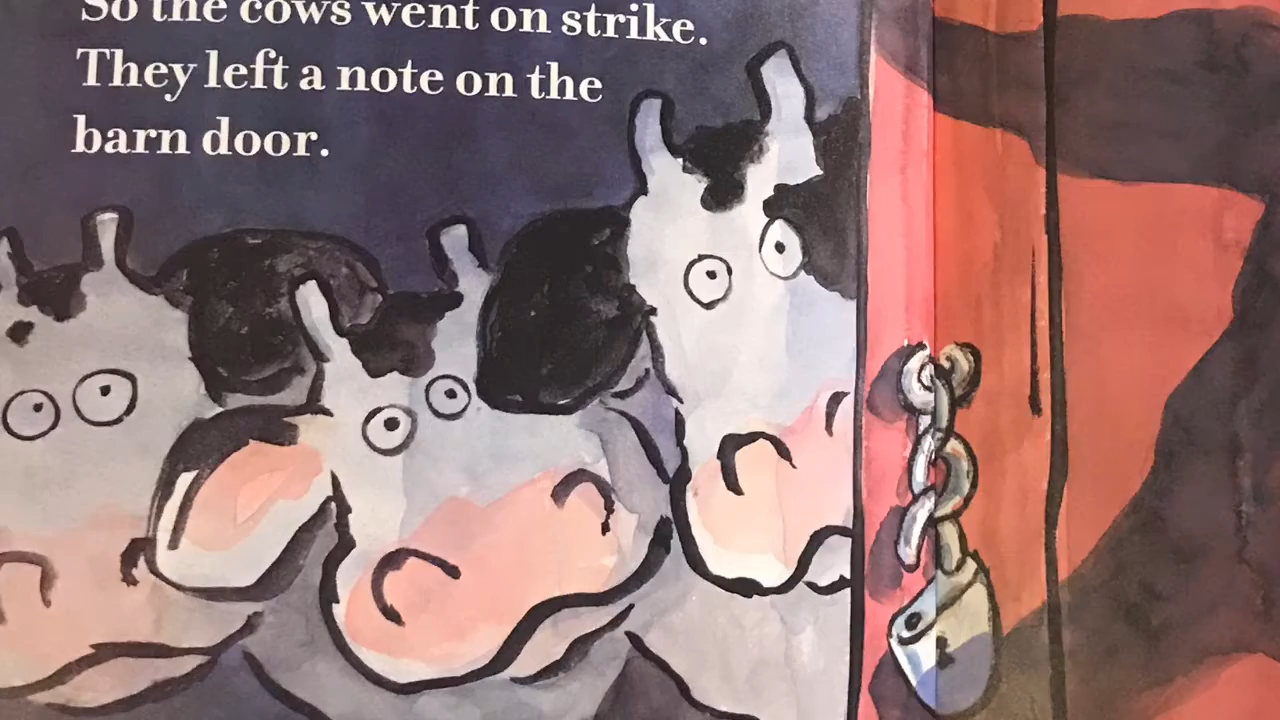 So the cows went on strike.
They left a note on the
barn door.